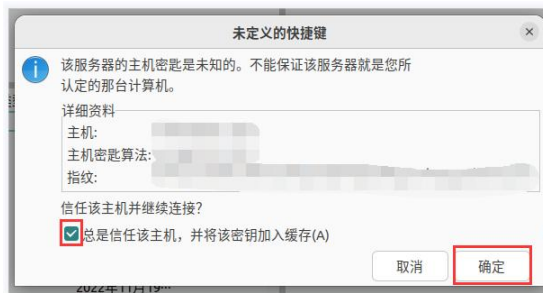 未定义的快捷键
该服务器的主机密匙是未知的。不能保证该服务器就是您所
认定的那台计算机。
详细资料
主机:
主机密匙算法:
指纹:
信任该主机并继续连接?
总是信任该主机，并将该密钥加入缓存(A)
取消
确定
2022年11月19...